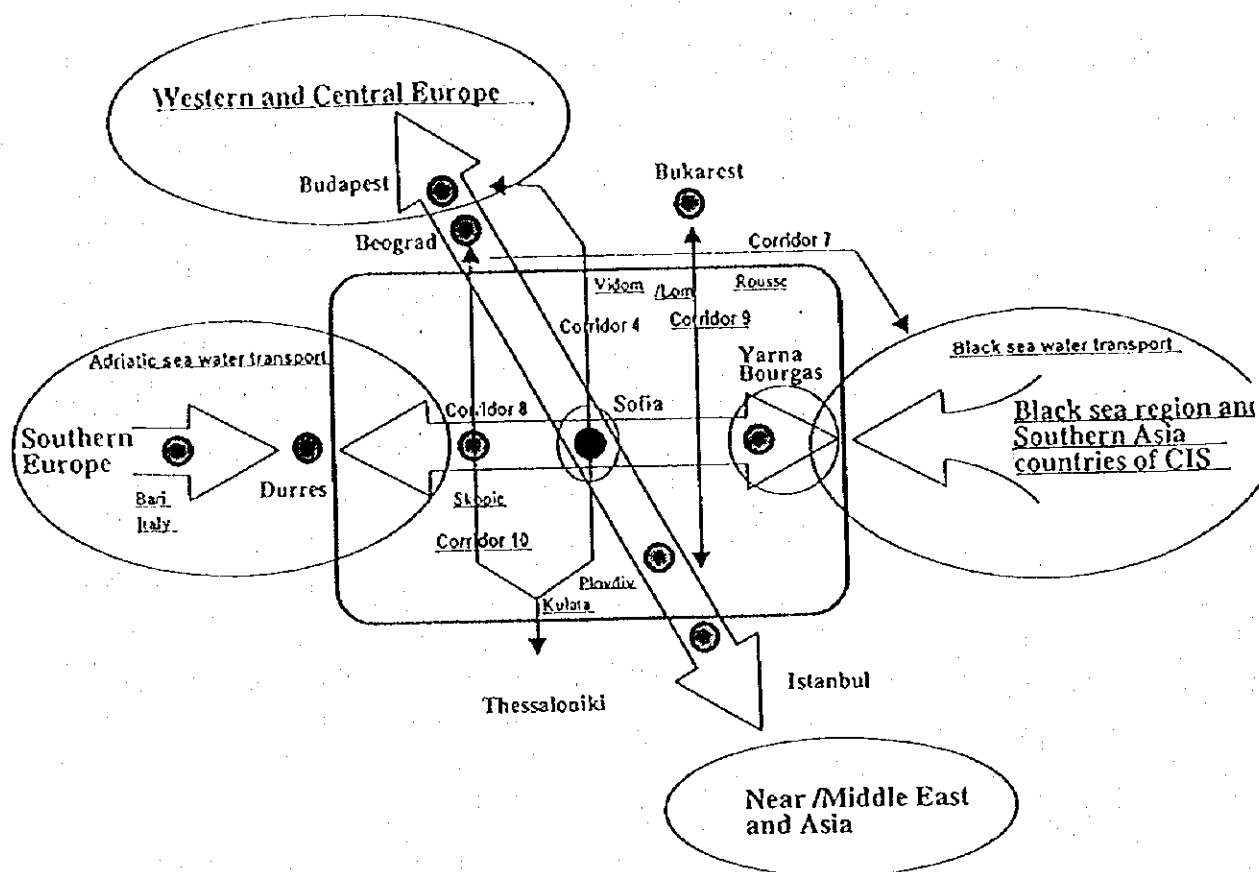 Western and Central Europe
Budapest
Bukarest
Beograd
Corridor 7
Vidom
/Lom
Rousse
Corridor 4
Corridor 9
Adriatic sea water transport
Yarna
Bourgas
Black sea water transport
Corridor 8
Sofia
Black sea region and
Southern Asia
countries of CIS
Southern
Europe
Durres
Bari
Italy
Skopie
Corridor 10
Plovdiv
Kulata
Istanbul
Thessaloniki
Near /Middle East
and Asia